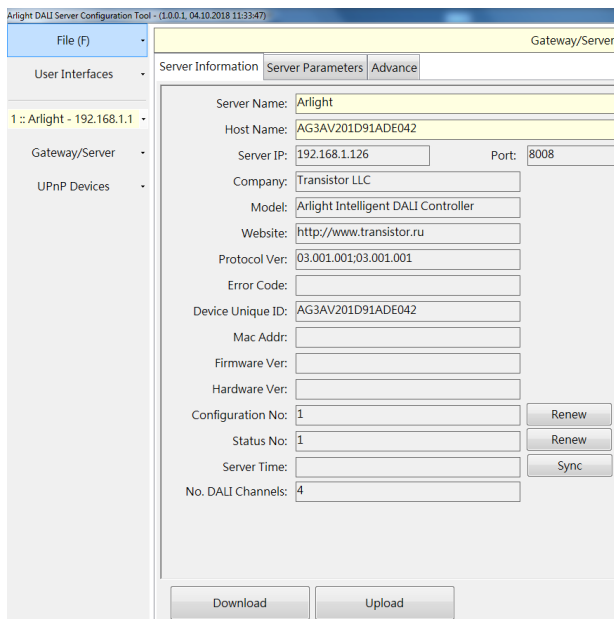 Arlight DALI Server Configuration Tool - (1.0.0.1, 04.10.2018 11:33:47)
File (F)
Gateway/Server
User Interfaces
Server Information Server Parameters Advance
1 :: Arlight - 192.168.1.1
Gateway/Server
UPnP Devices
Server Name: Arlight
Host Name: AG3AV201D91ADE042
Server IP: 192.168.1.126 Port: 8008
Company: Transistor LLC
Model: Arlight Intelligent DALI Controller
Website: http://www.transistor.ru
Protocol Ver: 03.001.001;03.001.001
Error Code:
Device Unique ID: AG3AV201D91ADE042
Mac Addr:
Firmware Ver:
Hardware Ver:
Configuration No: 1 Renew
Status No: 1 Renew
Server Time: Sync
No. DALI Channels: 4
Download Upload